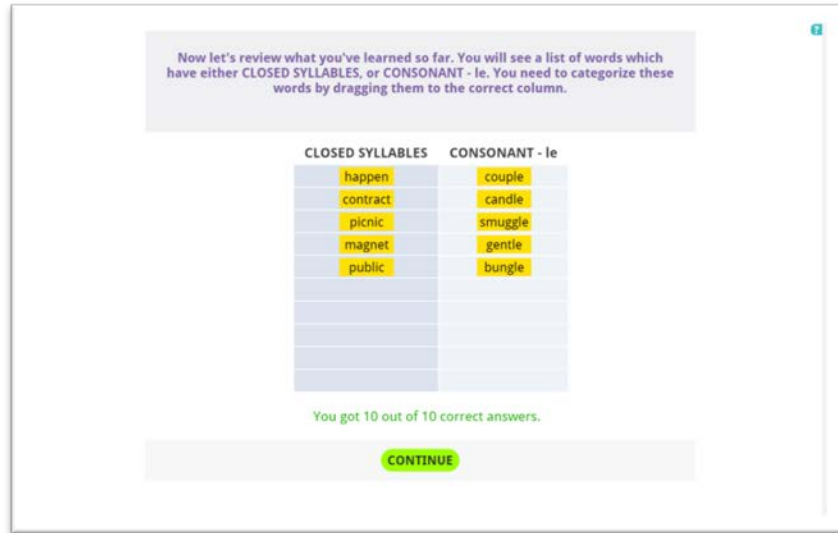 ?
Now let's review what you've learned so far. You will see a list of words which
have either CLOSED SYLLABLES, or CONSONANT - le. You need to categorize these
words by dragging them to the correct column.
CLOSED SYLLABLES CONSONANT - le
happen couple
contract candle
picnic smuggle
magnet gentle
public bungle
You got 10 out of 10 correct answers.
CONTINUE